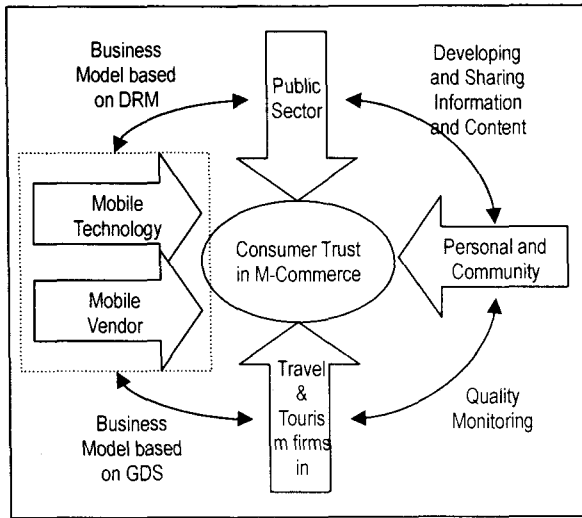 Business
Model based
on DRM
Public
Sector
Developing
and Sharing
Information
and Content
Mobile
Technology
Consumer Trust
in M-Commerce
Personal and
Community
Mobile
Vendor
Travel
&
Touris
m firms
in
Business
Model based
on GDS
Quality
Monitoring